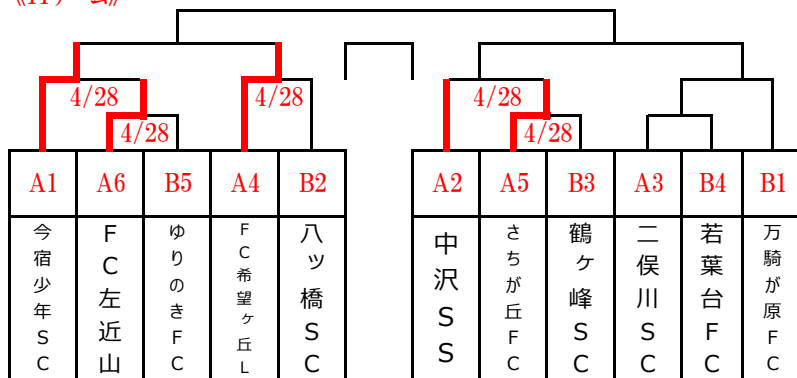 4/28
4/28
4/28
4/28
4/28
A1
A6
B5
A4
B2
A2
A5
B3
A3
B4
B1
今宿少年SC
FC左近山
ゆりのきFC
FC希望ヶ丘L
八ッ橋SC
中沢SS
さちが丘FC
鶴ヶ峰SC
二俣川SC
若葉台FC
万騎が原FC